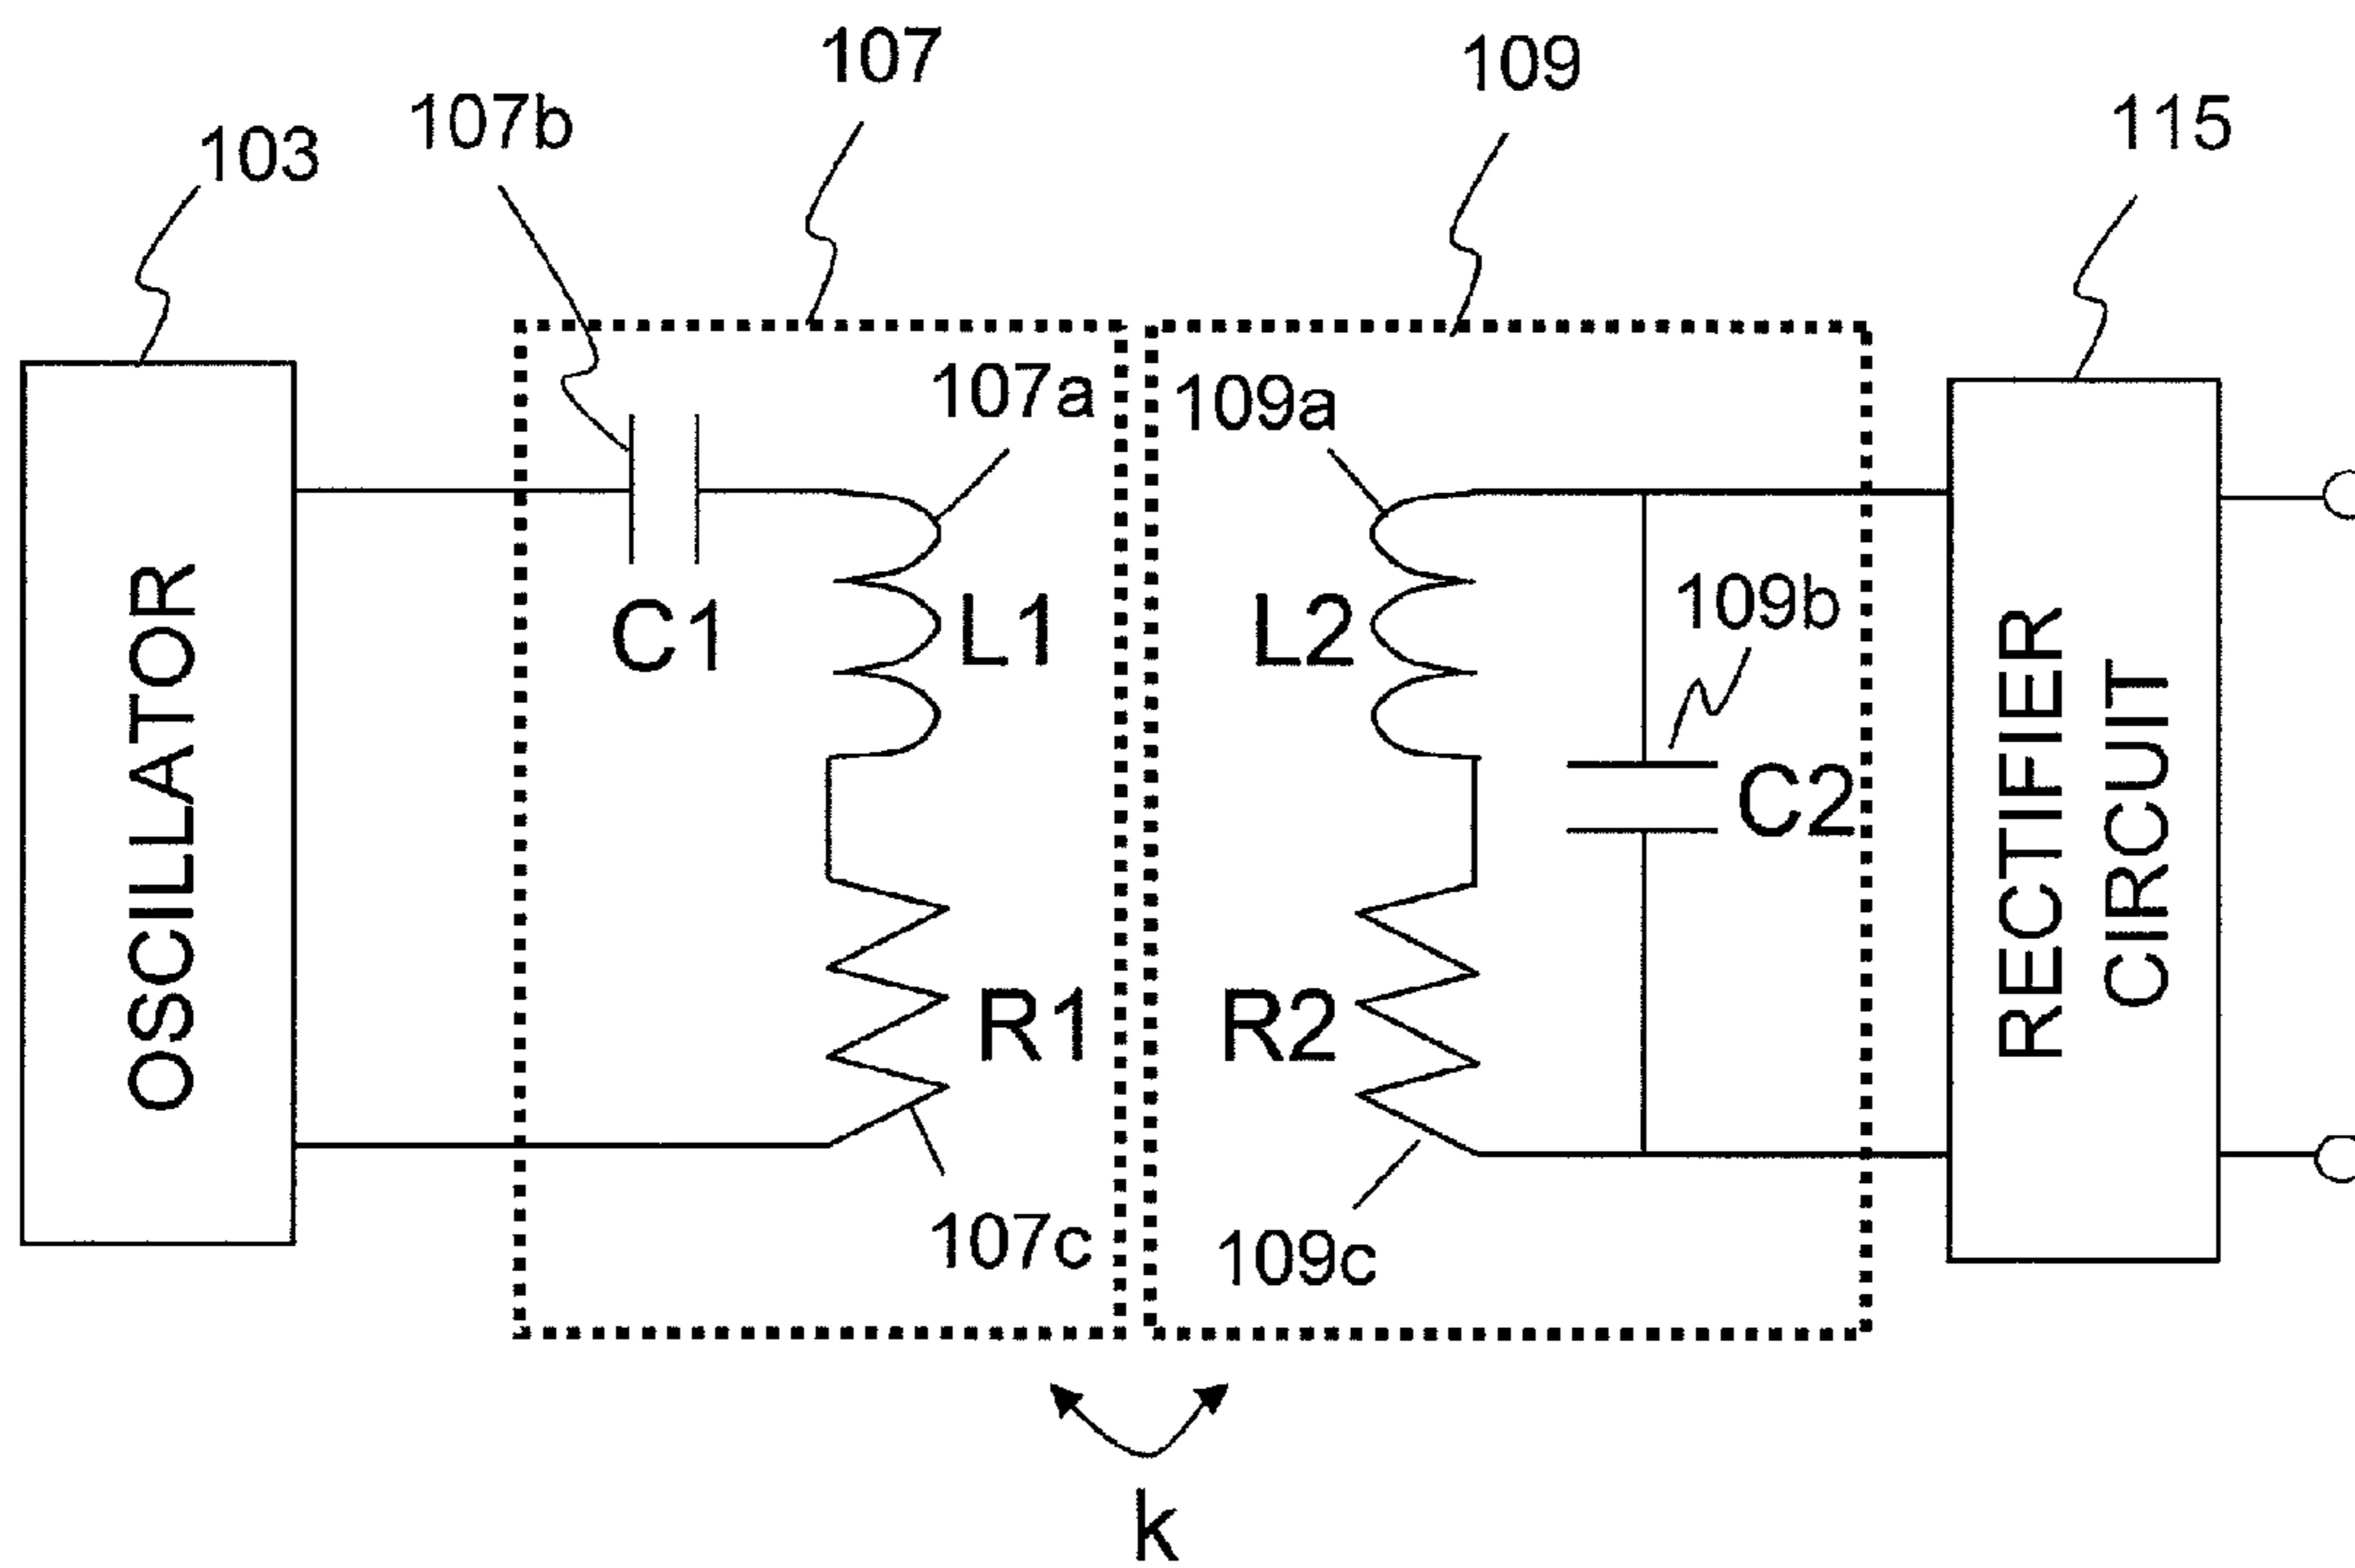 107
109
107b
115
103
107a
109a
109b
C1
L1
L2
C2
OSCILLATOR
RECTIFIER
CIRCUIT
R1
R2
107c
109c
k